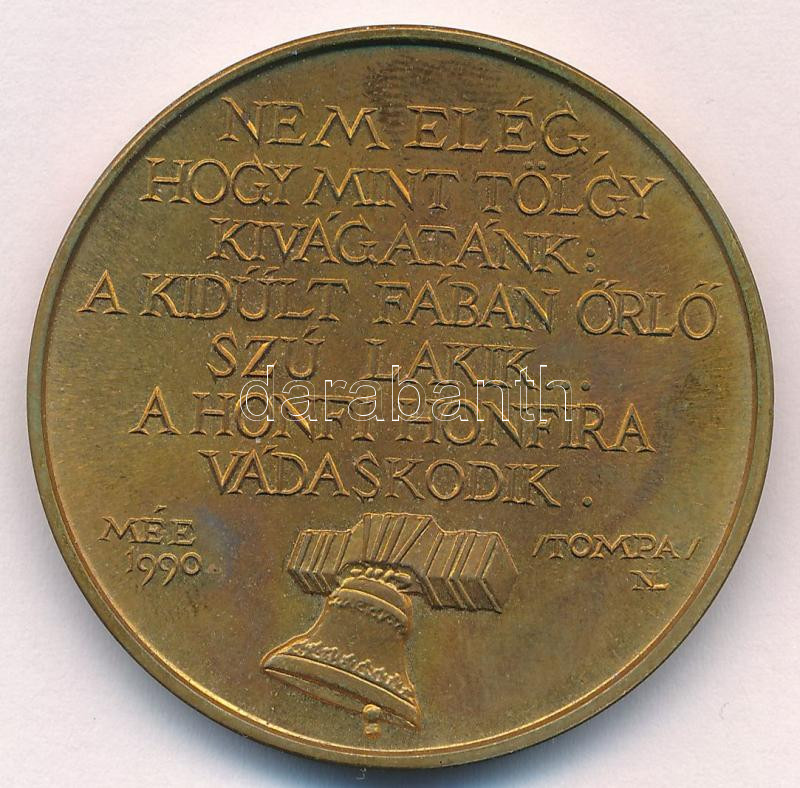 NEM ELÉG,
HOGY MINT TÖLGY
KIVÁGATÁNK:
A KIDŰLT FÁBAN ŐRLŐ
SZÚ LAKIK...
A HONFI HONFIRA
VÁDASKODIK.
MÉE
1990.
/TOMPA/
NL
darabanth